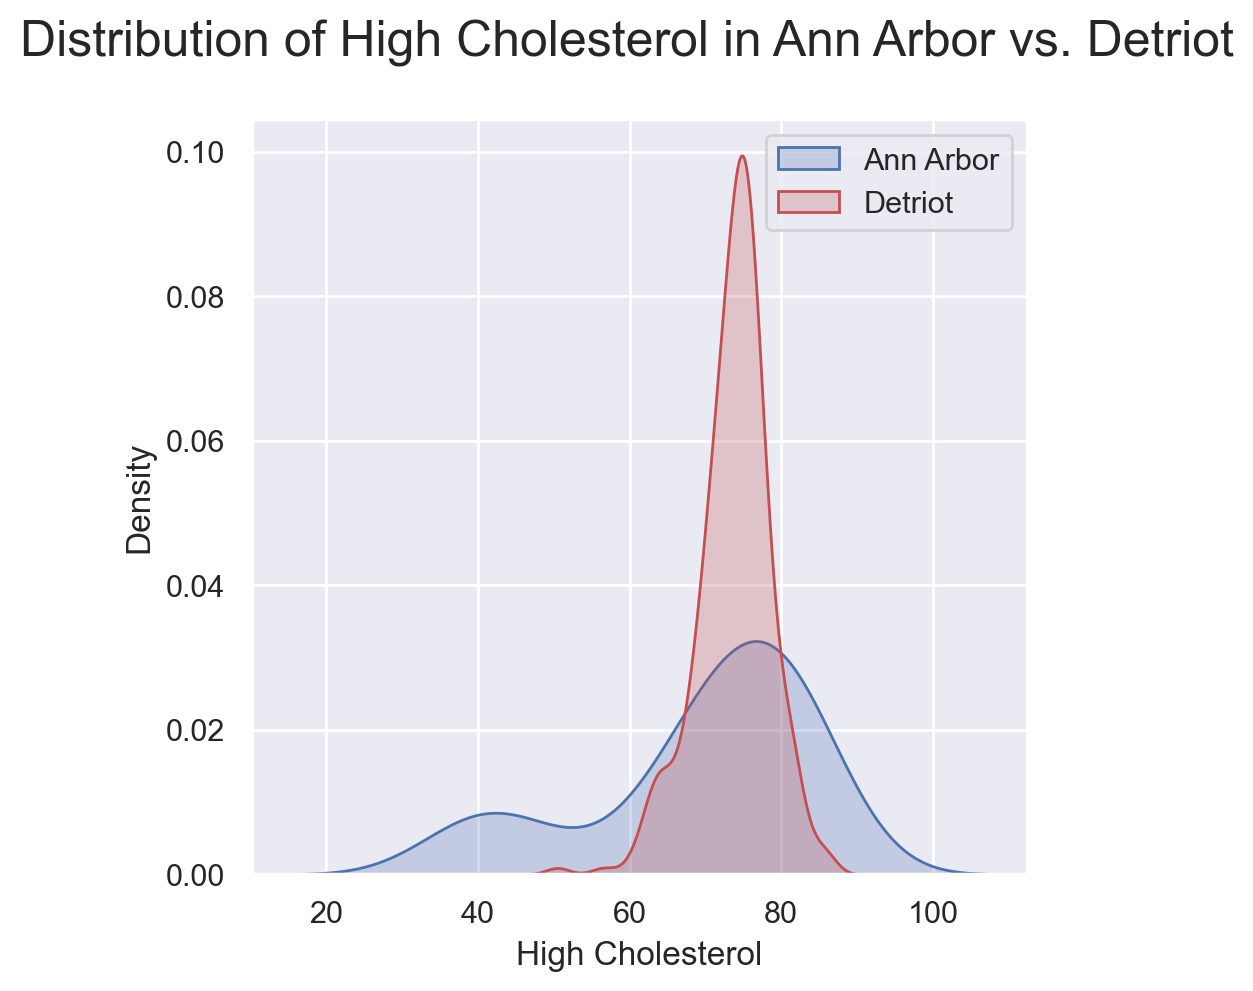 Distribution of High Cholesterol in Ann Arbor vs. Detriot
Ann Arbor
Detriot
0.10
0.08
0.06
0.04
0.02
0.00
Density
20 40 60 80 100
High Cholesterol